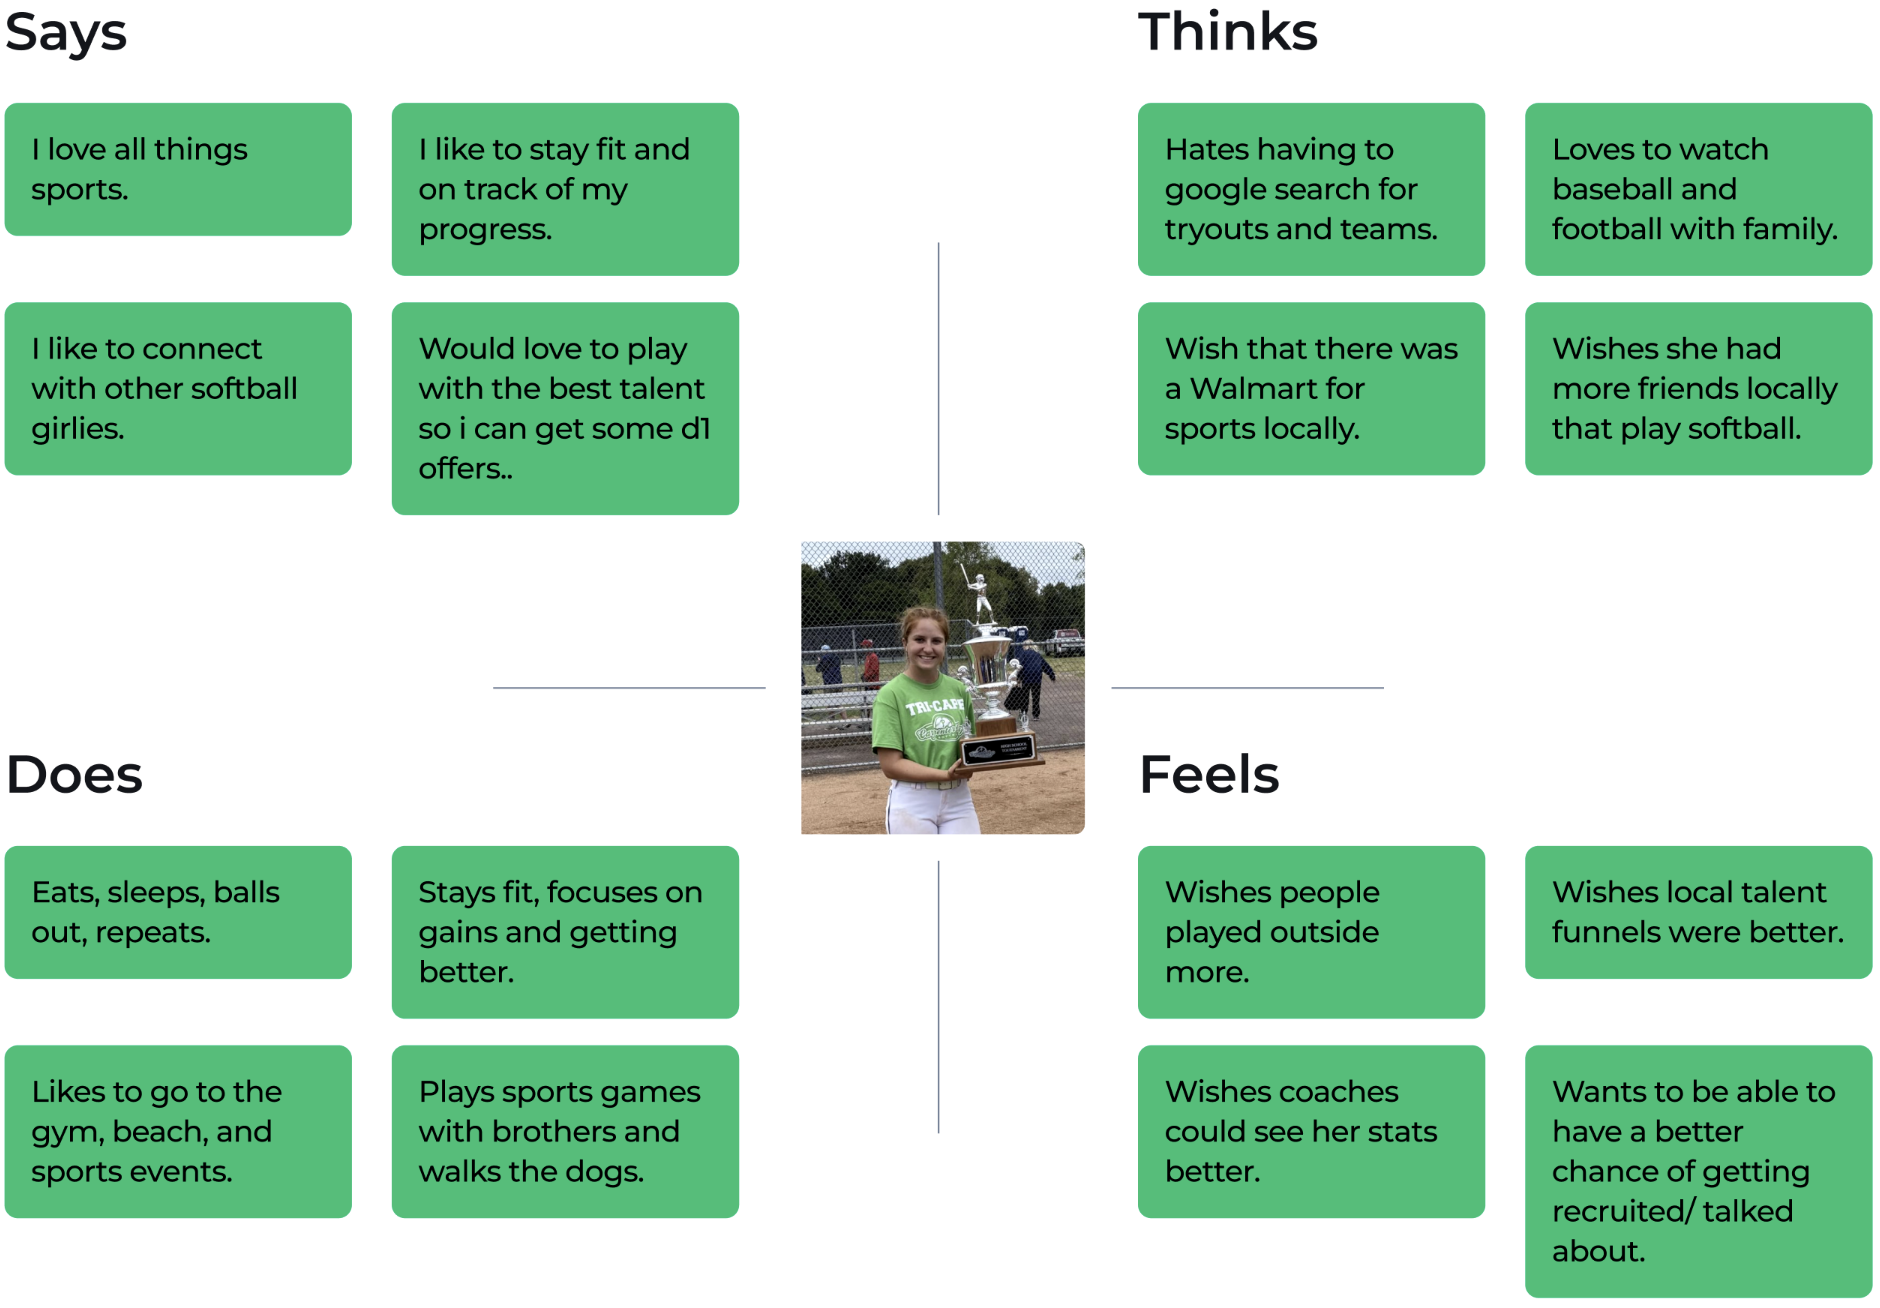 Says
I love all things
sports.
I like to stay fit and
on track of my
progress.
I like to connect
with other softball
girlies.
Would love to play
with the best talent
so i can get some d1
offers..
Thinks
Hates having to
google search for
tryouts and teams.
Loves to watch
baseball and
football with family.
Wish that there was
a Walmart for
sports locally.
Wishes she had
more friends locally
that play softball.
TRI-CAPE
HIGH SCHOOL
TOURNAMENT
Does
Eats, sleeps, balls
out, repeats.
Stays fit, focuses on
gains and getting
better.
Likes to go to the
gym, beach, and
sports events.
Plays sports games
with brothers and
walks the dogs.
Feels
Wishes people
played outside
more.
Wishes local talent
funnels were better.
Wishes coaches
could see her stats
better.
Wants to be able to
have a better
chance of getting
recruited/ talked
about.